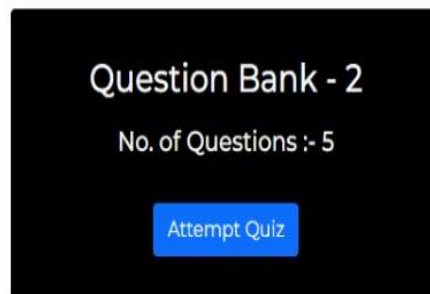 Question Bank - 2
No. of Questions :- 5
Attempt Quiz